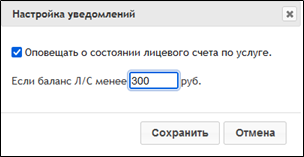 Настройка уведомлений
Оповещать о состоянии лицевого счета по услуге.
Если баланс Л/С менее 300 руб.
Сохранить Отмена